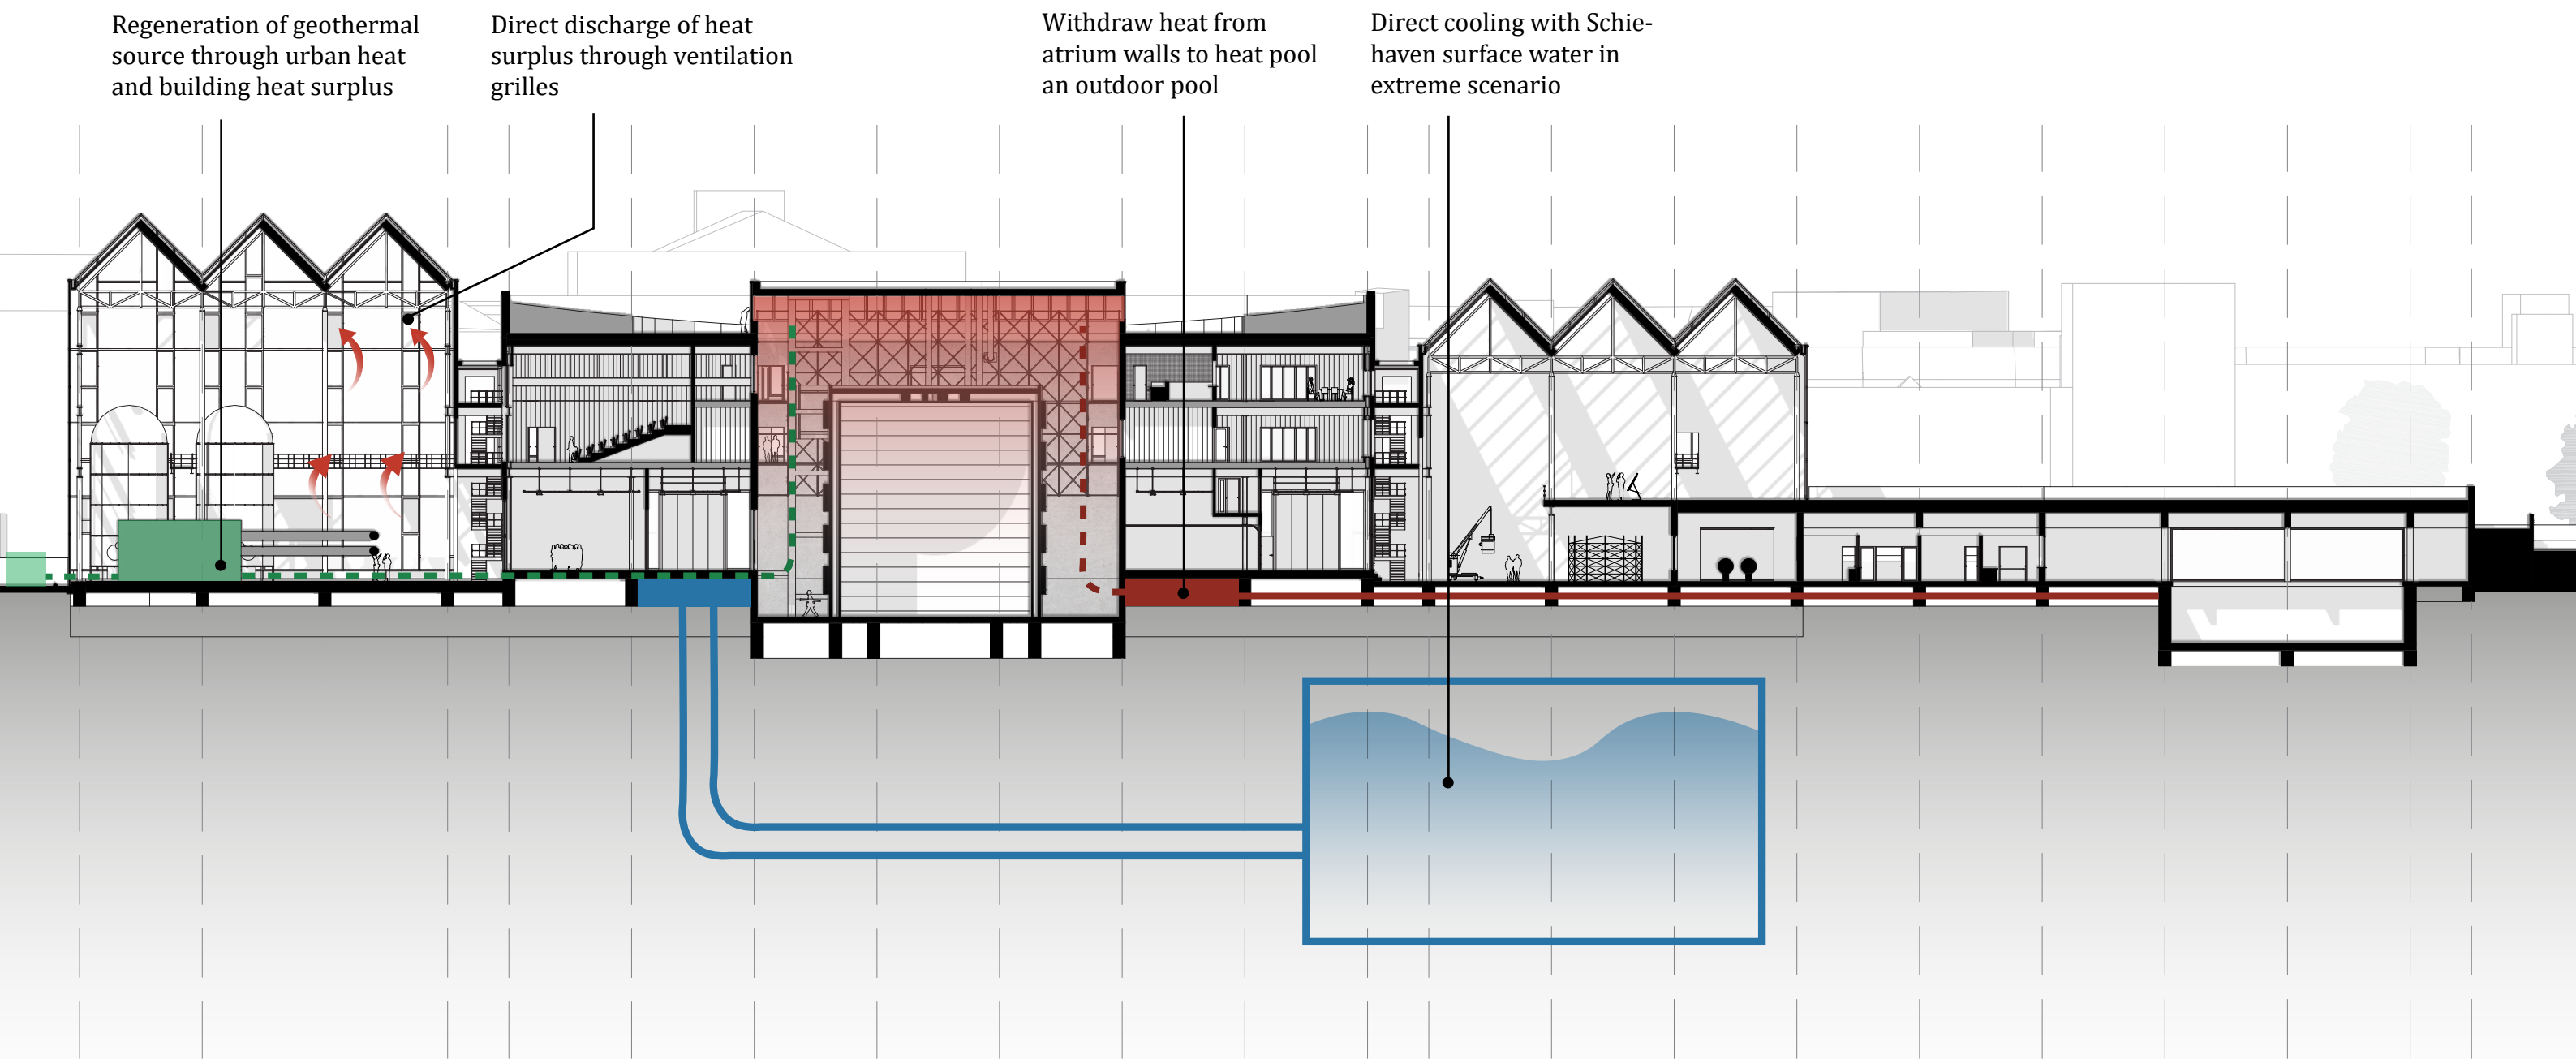 Regeneration of geothermal
source through urban heat
and building heat surplus
Direct discharge of heat
surplus through ventilation
grilles
Withdraw heat from
atrium walls to heat pool
an outdoor pool
Direct cooling with Schie-
haven surface water in
extreme scenario